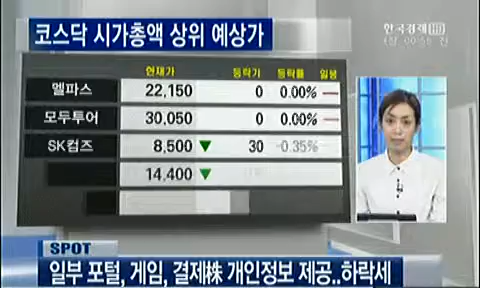 코스닥 시가총액 상위 예상가
한국경제 HD
현재가 등락가 등락률 일봉
멜파스 22,150 0 0.00%
모두투어 30,050 0 0.00%
SK컴즈 8,500 ▼ 30 -0.35%
14,400 ▼
SPOT
일부 포털, 게임, 결제株 개인정보 제공..하락세